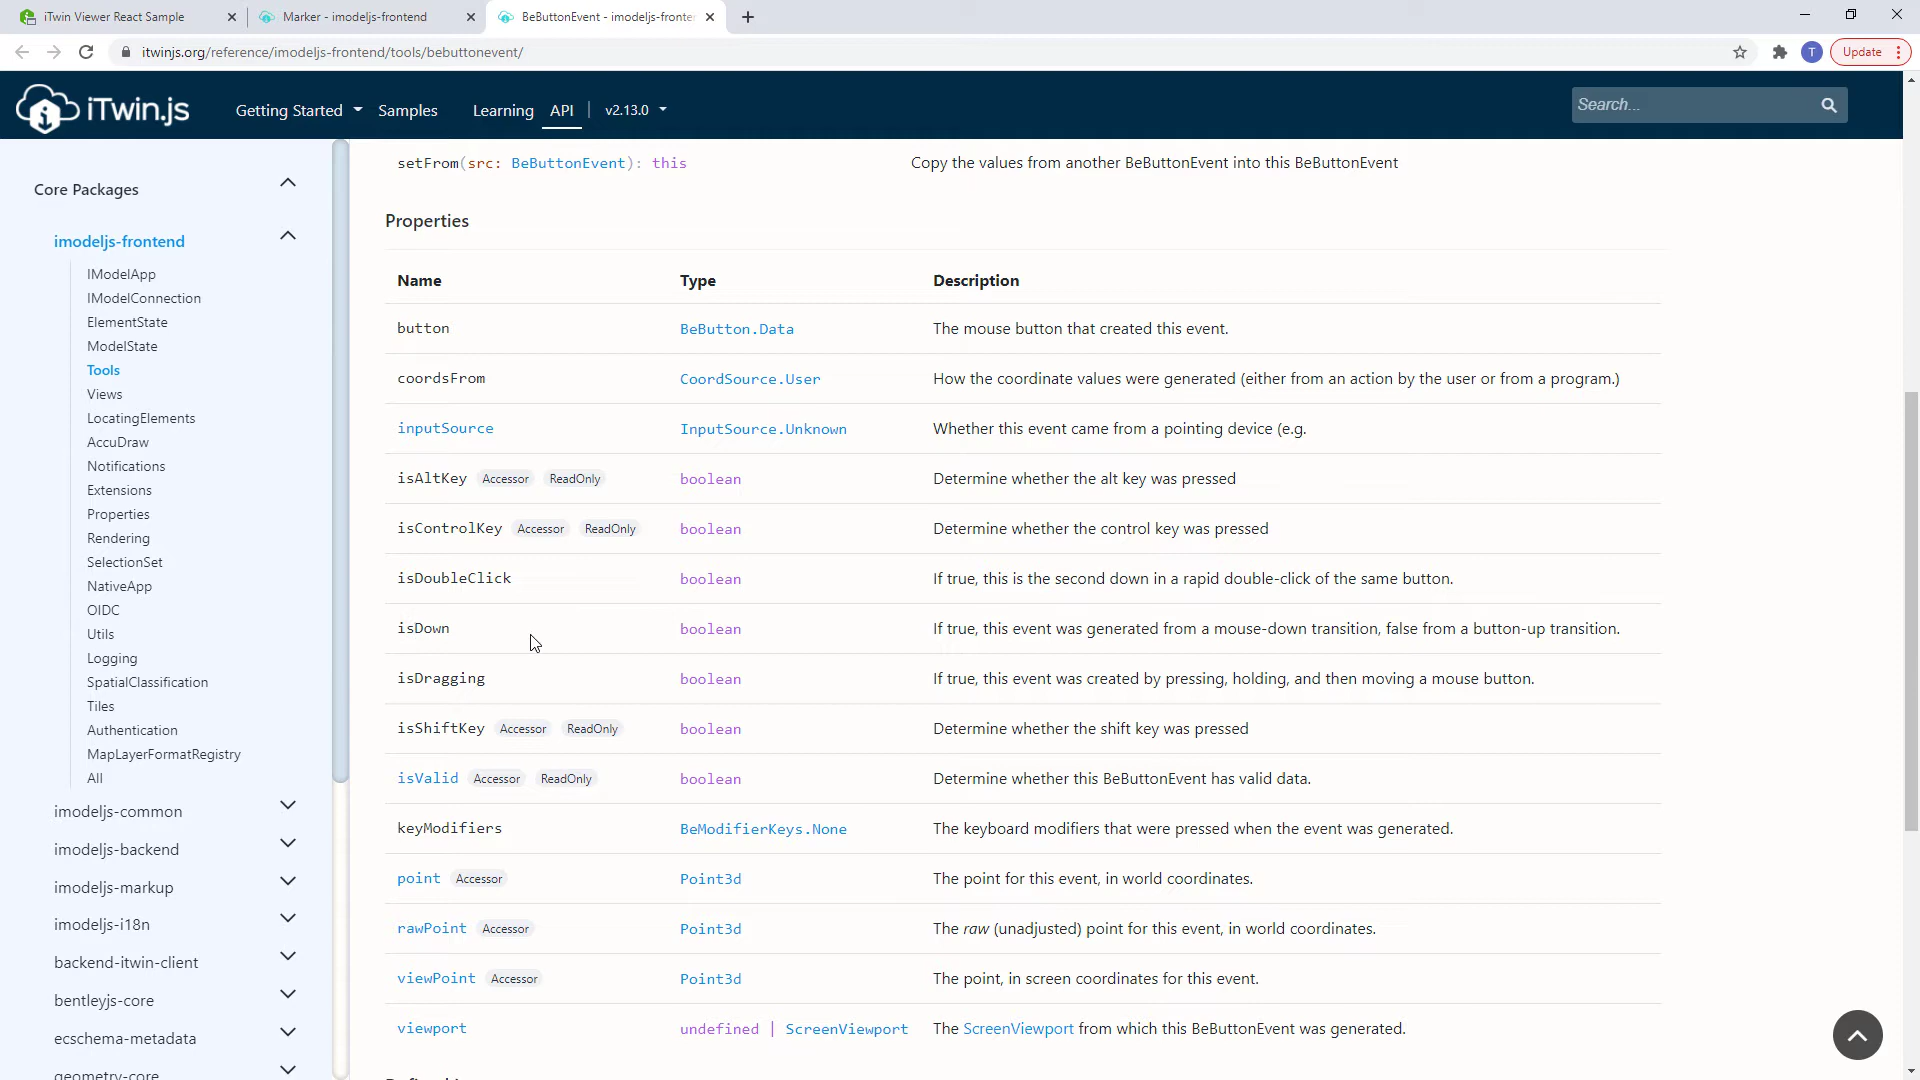 iTwin Viewer React Sample
Marker - imodeljs-frontend
BeButtonEvent - imodeljs-fronten
itwinjs.org/reference/imodeljs-frontend/tools/bebuttonevent/
T
Update
iTwin.js
Getting Started
Samples
Learning
API
v2.13.0
Search...
Core Packages
imodeljs-frontend
IModelApp
IModelConnection
ElementState
ModelState
Tools
Views
LocatingElements
AccuDraw
Notifications
Extensions
Properties
Rendering
SelectionSet
NativeApp
OIDC
Utils
Logging
SpatialClassification
Tiles
Authentication
MapLayerFormatRegistry
All
imodeljs-common
imodeljs-backend
imodeljs-markup
imodeljs-i18n
backend-itwin-client
bentleyjs-core
ecschema-metadata
geometry-core
setFrom(src: BeButtonEvent): this Copy the values from another BeButtonEvent into this BeButtonEvent
Properties
Name Type Description
button BeButton.Data The mouse button that created this event.
coordsFrom CoordSource.User How the coordinate values were generated (either from an action by the user or from a program.)
inputSource InputSource.Unknown Whether this event came from a pointing device (e.g.
isAltKey Accessor ReadOnly boolean Determine whether the alt key was pressed
isControlKey Accessor ReadOnly boolean Determine whether the control key was pressed
isDoubleClick boolean If true, this is the second down in a rapid double-click of the same button.
isDown boolean If true, this event was generated from a mouse-down transition, false from a button-up transition.
isDragging boolean If true, this event was created by pressing, holding, and then moving a mouse button.
isShiftKey Accessor ReadOnly boolean Determine whether the shift key was pressed
isValid Accessor ReadOnly boolean Determine whether this BeButtonEvent has valid data.
keyModifiers BeModifierKeys.None The keyboard modifiers that were pressed when the event was generated.
point Accessor Point3d The point for this event, in world coordinates.
rawPoint Accessor Point3d The raw (unadjusted) point for this event, in world coordinates.
viewPoint Accessor Point3d The point, in screen coordinates for this event.
viewport undefined | ScreenViewport The ScreenViewport from which this BeButtonEvent was generated.